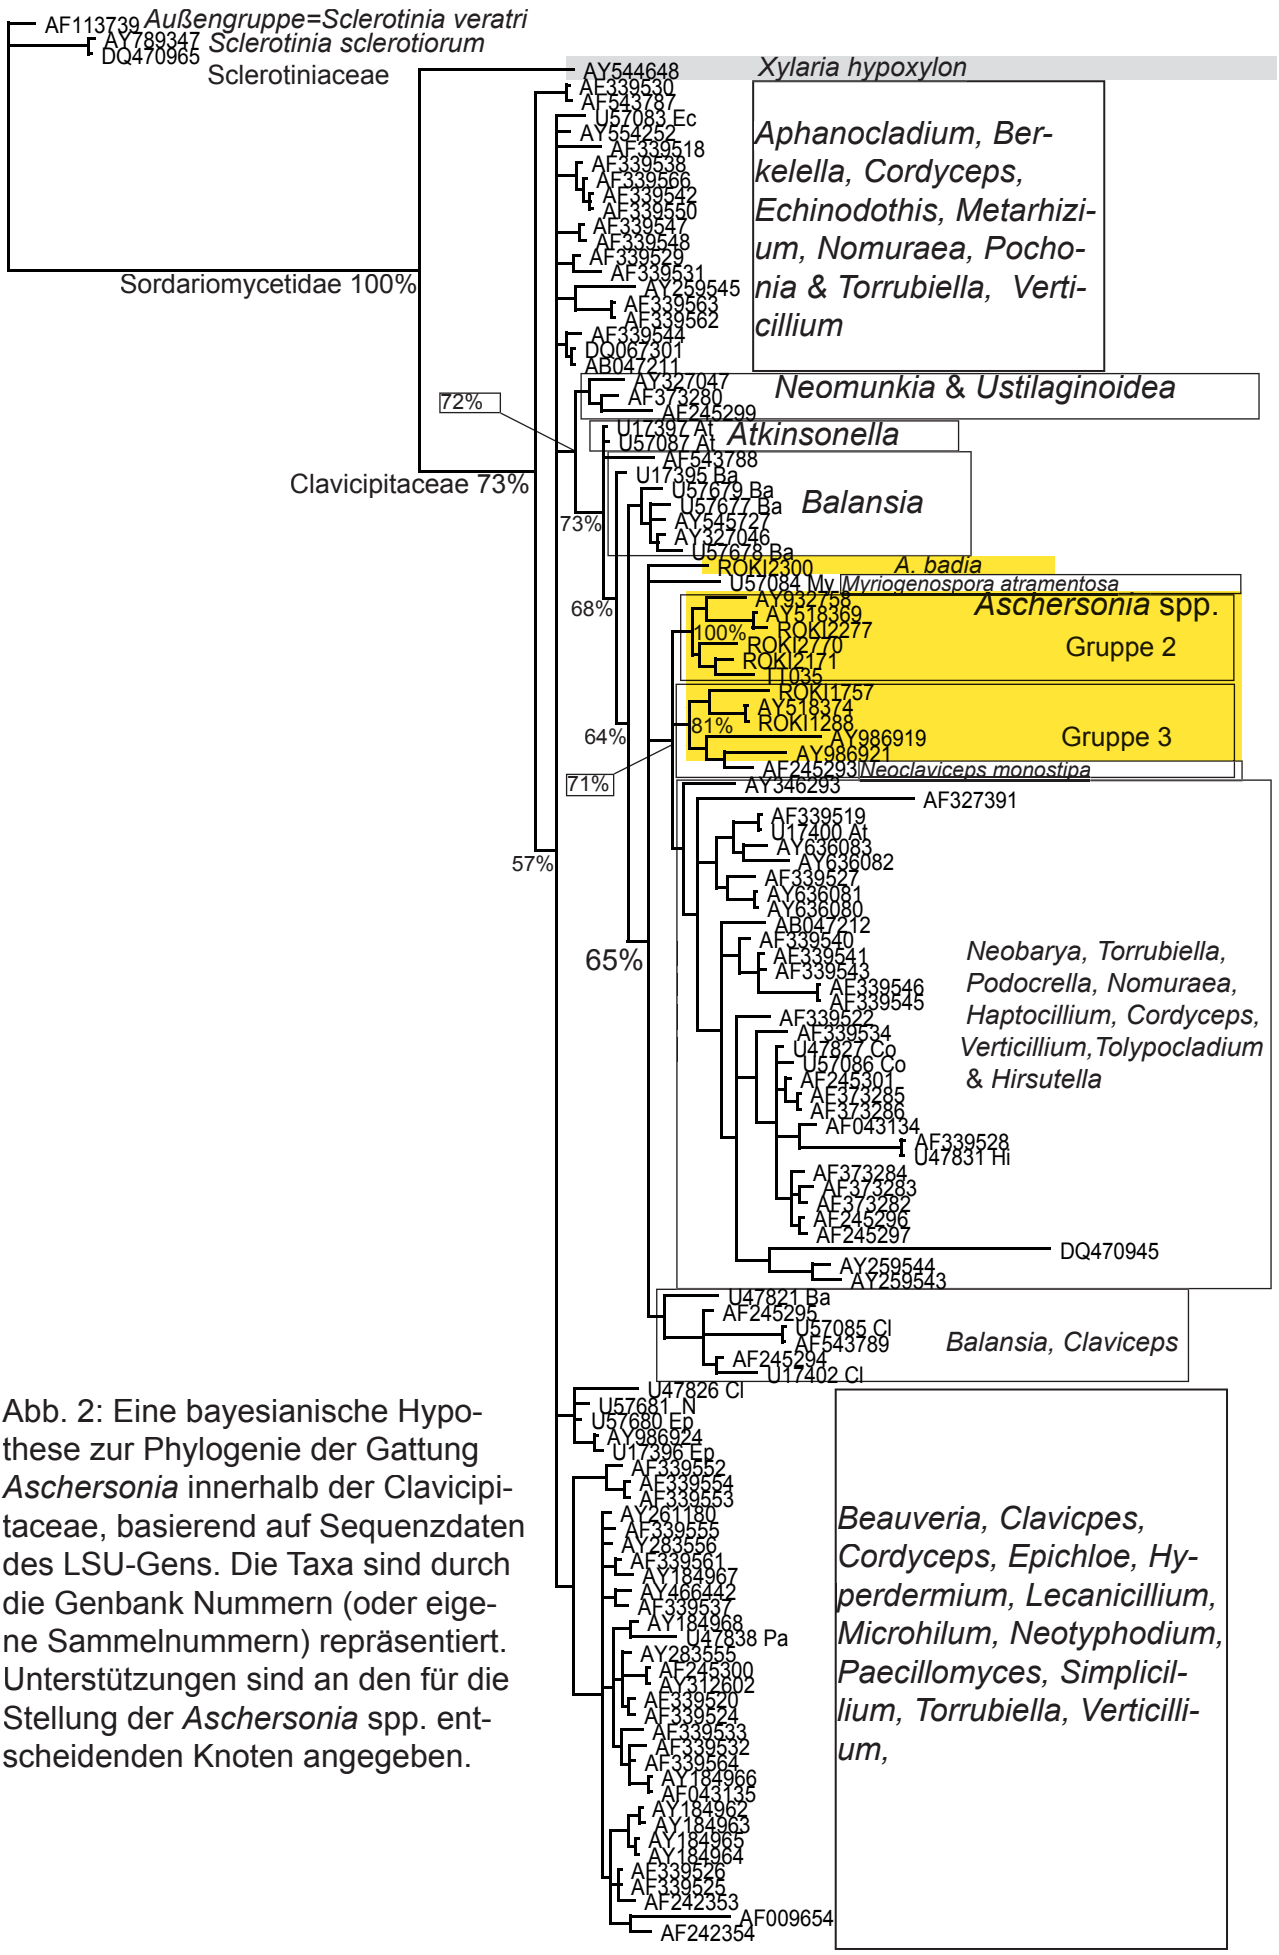 AF113739 Außengruppe=Sclerotinia veratri
AY789347 Sclerotinia sclerotiorum
DQ470965
Sclerotiniaceae
AY544648 Xylaria hypoxylon
AF339530
AF543787
U57083 Ec
AY554252
AF339518
AF339538
AF339566
AF339542
AF339550
AF339547
AF339548
AF339529
AF339531
AY259545
AF339563
AF339562
AF339544
DQ067301
AB047211
Aphanocladium, Ber-
kelella, Cordyceps,
Echinodothis, Metarhizi-
um, Nomuraea, Pocho-
nia & Torrubiella, Verti-
cillium
Sordariomycetidae 100%
AY327047
AF373280
AF245299
Neomunkia & Ustilaginoidea
72%
U17397 At
U57087 At
Atkinsonella
AF543788
U17395 Ba
U57679 Ba
U57677 Ba
AY545727
AY327046
U57678 Ba
Balansia
Clavicipitaceae 73%
73%
ROKI2300 A. badia
U57084 My Myriogenospora atramentosa
68%
AY932758
AY518369
ROKI2277
100%
ROKI2770
ROKI2171
TT035
Aschersonia spp.
Gruppe 2
ROKI1757
AY518374
ROKI1288
81%
AY986919
AY986921
Gruppe 3
64%
71%
AF245293 Neoclaviceps monostipa
AY346293
AF327391
AF339519
U17400 At
AY636083
AY636082
57%
AF339527
AY636081
AY636080
AB047212
AF339540
AF339541
AF339543
AF339546
AF339545
65%
AF339522
AF339534
U47827 Co
U57086 Co
AF245301
AF373285
AF373286
AF043134
AF339528
U47831 Hi
AF373284
AF373283
AF373282
AF245296
AF245297
DQ470945
AY259544
AY259543
Neobarya, Torrubiella,
Podocrella, Nomuraea,
Haptocillium, Cordyceps,
Verticillium,Tolypocladium
& Hirsutella
U47821 Ba
AF245295
U57085 Cl
AF543789
AF245294
U17402 Cl
Balansia, Claviceps
U47826 Cl
U57681 N
U57680 Ep
AY986924
U17396 Ep
AF339552
AF339554
AF339553
AY261180
AF339555
AY283556
AF339561
AY184967
AY466442
AF339537
AY184968
U47838 Pa
AY283555
AF245300
AY312602
AF339520
AF339524
AF339533
AF339532
AF339564
AY184966
AF043135
AY184962
AY184963
AY184965
AY184964
AF339526
AF339525
AF242353
AF009654
AF242354
Beauveria, Clavicpes,
Cordyceps, Epichloe, Hy-
perdermium, Lecanicillium,
Microhilum, Neotyphodium,
Paecillomyces, Simplicil-
lium, Torrubiella, Verticilli-
um,
Abb. 2: Eine bayesianische Hypo-
these zur Phylogenie der Gattung
Aschersonia innerhalb der Clavicipi-
taceae, basierend auf Sequenzdaten
des LSU-Gens. Die Taxa sind durch
die Genbank Nummern (oder eige-
ne Sammelnummern) repräsentiert.
Unterstützungen sind an den für die
Stellung der Aschersonia spp. ent-
scheidenden Knoten angegeben.